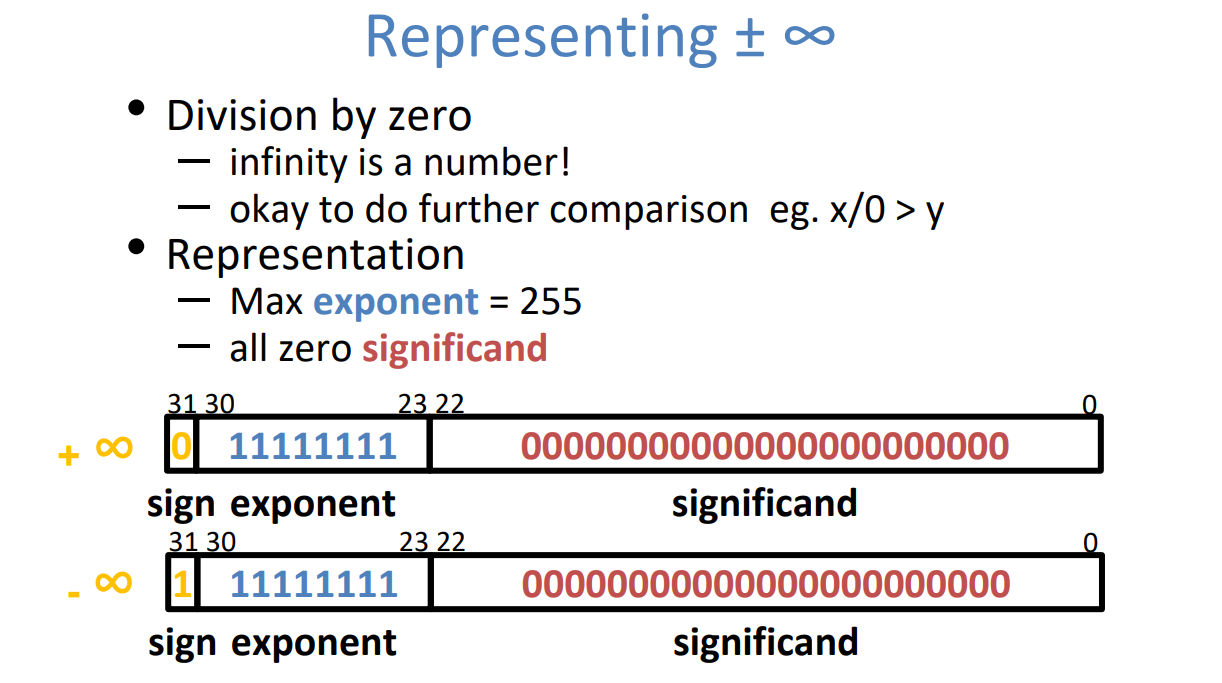 Representing ± ∞
• Division by zero
— infinity is a number!
— okay to do further comparison eg. x/0 > y
• Representation
— Max exponent = 255
— all zero significand
31 30 23 22 0
+ ∞ 0 11111111 00000000000000000000000
sign exponent significand
31 30 23 22 0
- ∞ 1 11111111 00000000000000000000000
sign exponent significand